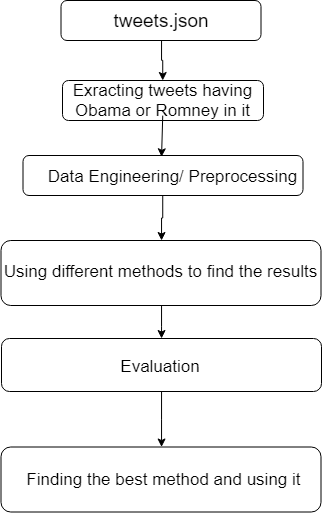 tweets.json
Exracting tweets having
Obama or Romney in it
Data Engineering/ Preprocessing
Using different methods to find the results
Evaluation
Finding the best method and using it